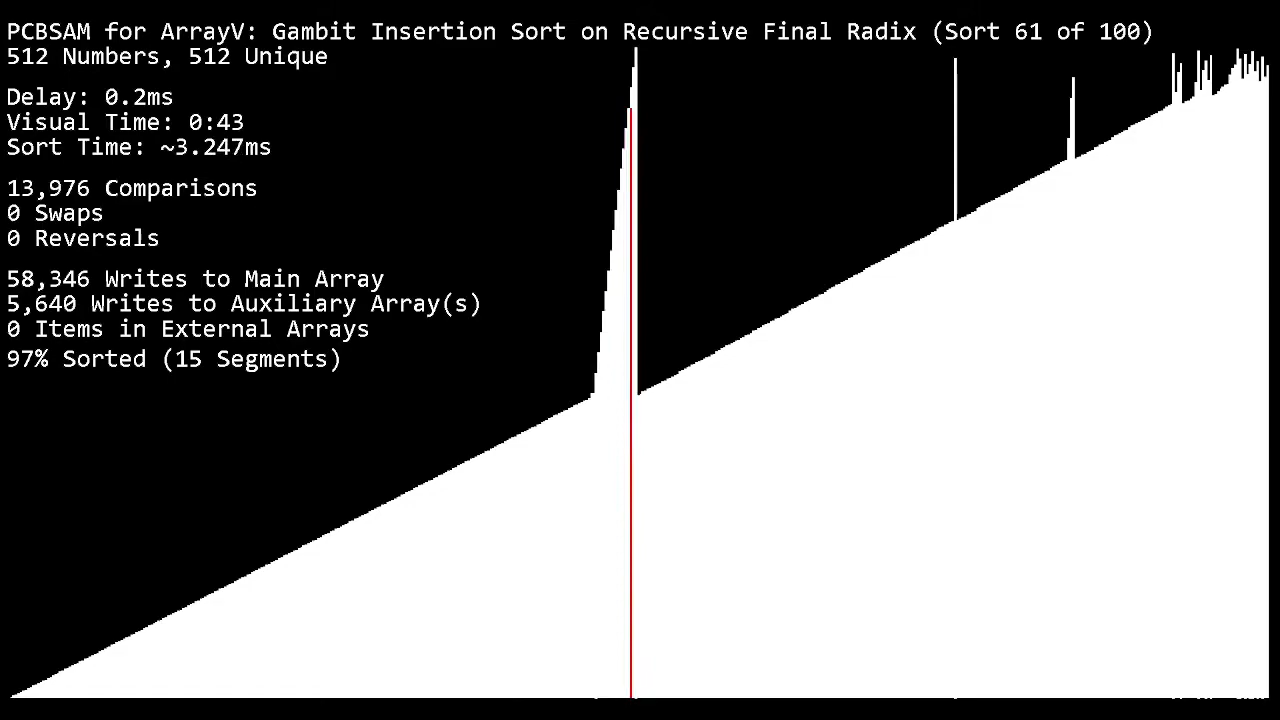 PCBSAM for ArrayV: Gambit Insertion Sort on Recursive Final Radix (Sort 61 of 100)
512 Numbers, 512 Unique
Delay: 0.2ms
Visual Time: 0:43
Sort Time: ~3.247ms
13,976 Comparisons
0 Swaps
0 Reversals
58,346 Writes to Main Array
5,640 Writes to Auxiliary Array(s)
0 Items in External Arrays
97% Sorted (15 Segments)